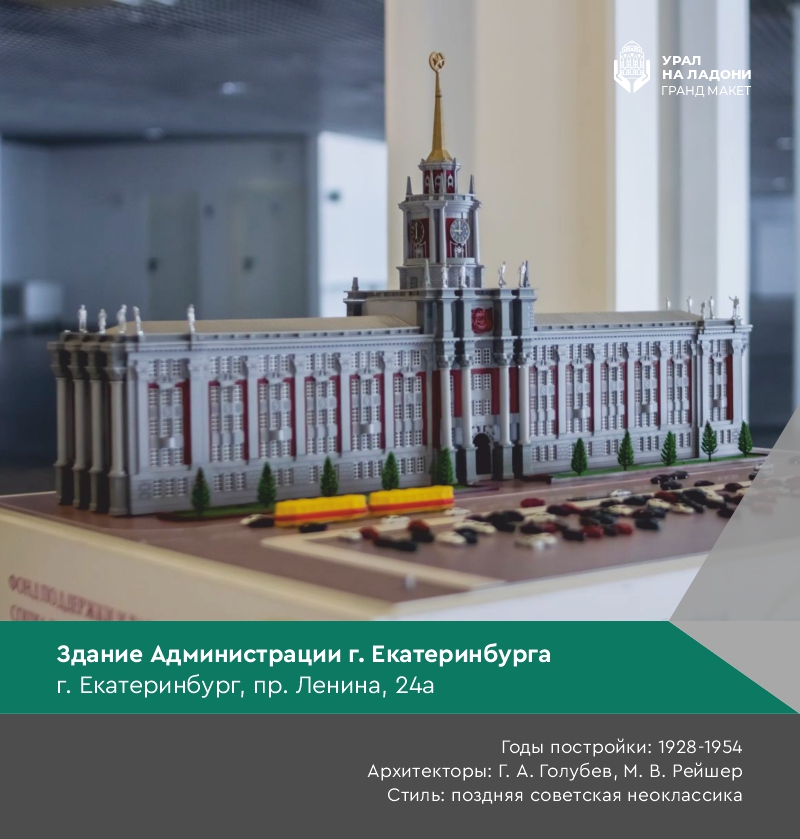 УРАЛ
НА ЛАДОНИ
ГРАНД МАКЕТ
Здание Администрации г. Екатеринбурга
г. Екатеринбург, пр. Ленина, 24а
Годы постройки: 1928-1954
Архитекторы: Г. А. Голубев, М. В. Рейшер
Стиль: поздняя советская неоклассика